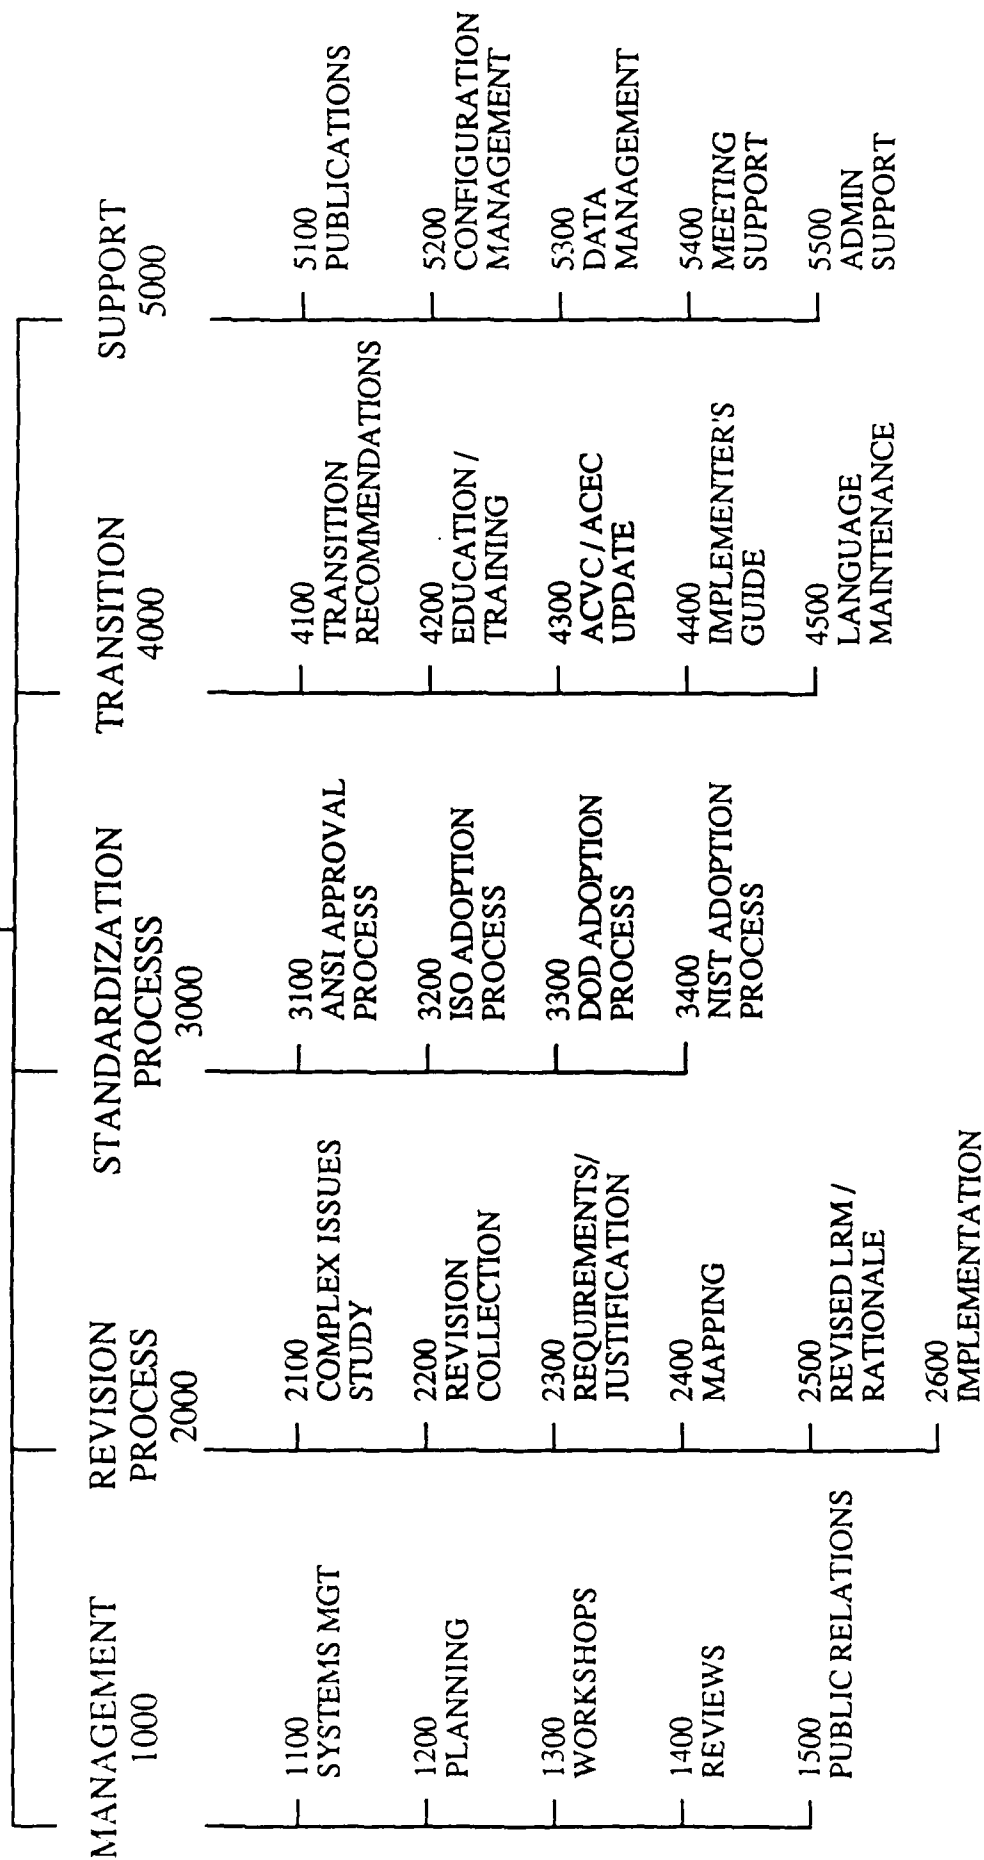 MANAGEMENT
1000
1100
SYSTEMS MGT
1200
PLANNING
1300
WORKSHOPS
1400
REVIEWS
1500
PUBLIC RELATIONS
REVISION
PROCESS
2000
2100
COMPLEX ISSUES
STUDY
2200
REVISION
COLLECTION
2300
REQUIREMENTS/
JUSTIFICATION
2400
MAPPING
2500
REVISED LRM /
RATIONALE
2600
IMPLEMENTATION
STANDARDIZATION
PROCESSS
3000
3100
ANSI APPROVAL
PROCESS
3200
ISO ADOPTION
PROCESS
3300
DOD ADOPTION
PROCESS
3400
NIST ADOPTION
PROCESS
TRANSITION
4000
4100
TRANSITION
RECOMMENDATIONS
4200
EDUCATION /
TRAINING
4300
ACVC / ACEC
UPDATE
4400
IMPLEMENTER'S
GUIDE
4500
LANGUAGE
MAINTENANCE
SUPPORT
5000
5100
PUBLICATIONS
5200
CONFIGURATION
MANAGEMENT
5300
DATA
MANAGEMENT
5400
MEETING
SUPPORT
5500
ADMIN
SUPPORT